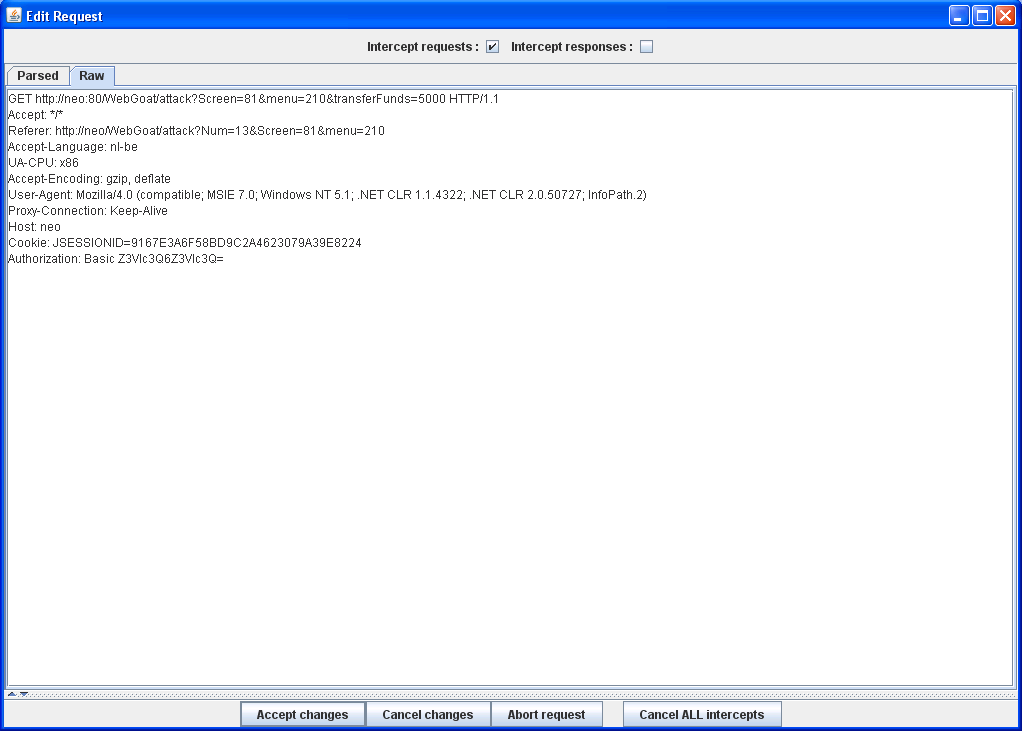 Edit Request
Intercept requests : Intercept responses :
Parsed Raw
GET http://neo:80/WebGoat/attack?Screen=81&menu=210&transferFunds=5000 HTTP/1.1
Accept: */*
Referer: http://neo/WebGoat/attack?Num=13&Screen=81&menu=210
Accept-Language: nl-be
UA-CPU: x86
Accept-Encoding: gzip, deflate
User-Agent: Mozilla/4.0 (compatible; MSIE 7.0; Windows NT 5.1; .NET CLR 1.1.4322; .NET CLR 2.0.50727; InfoPath.2)
Proxy-Connection: Keep-Alive
Host: neo
Cookie: JSESSIONID=9167E3A6F58BD9C2A4623079A39E8224
Authorization: Basic Z3Vlc3Q6Z3Vlc3Q=
Accept changes Cancel changes Abort request Cancel ALL intercepts